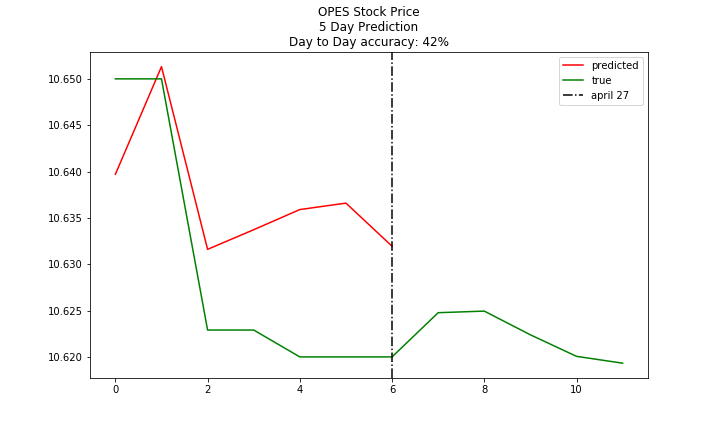 OPES Stock Price
5 Day Prediction
Day to Day accuracy: 42%
predicted
true
april 27
10.650
10.645
10.640
10.635
10.630
10.625
10.620
0 2 4 6 8 10